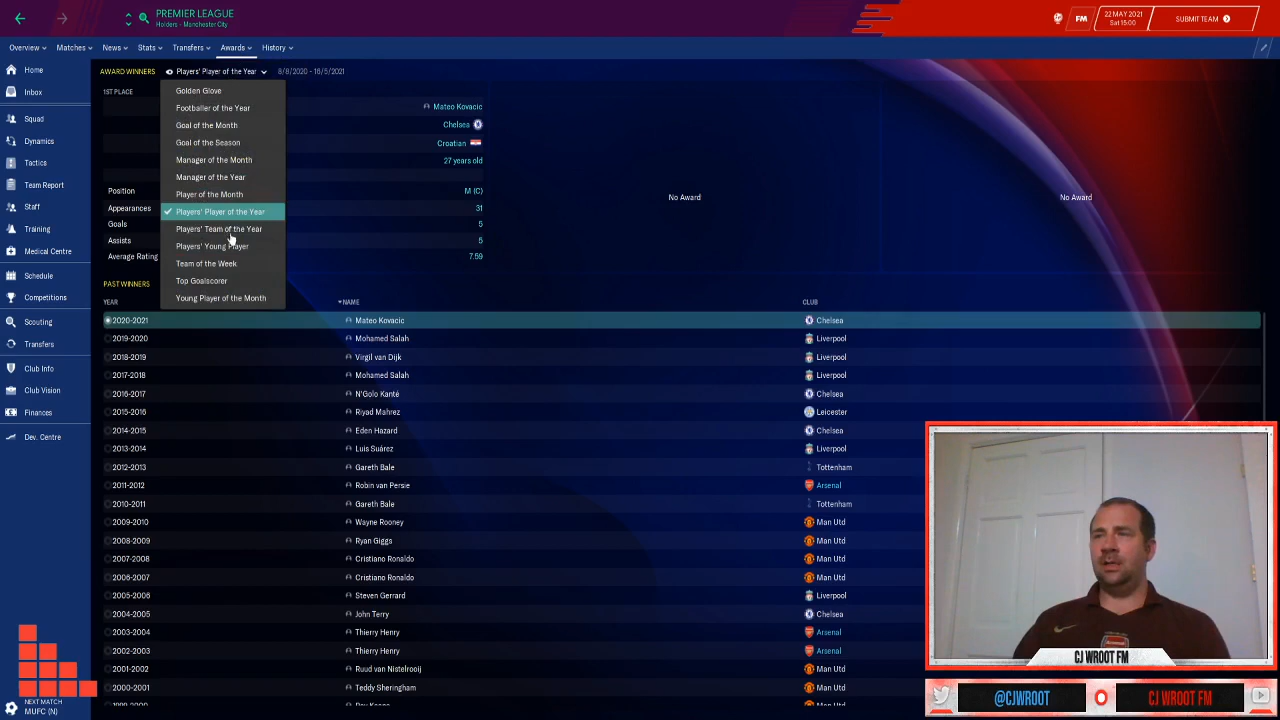 PREMIER LEAGUE
Holders - Manchester City
FM
22 MAY 2021
Sat 15:00
SUBMIT TEAM
Overview Matches News Stats Transfers Awards History
Home
Inbox
Squad
Dynamics
Tactics
Team Report
Staff
Training
Medical Centre
Schedule
Competitions
Scouting
Transfers
Club Info
Club Vision
Finances
Dev. Centre
NEXT MATCH
MUFC (N)
AWARD WINNERS Players' Player of the Year 8/8/2020 - 16/5/2021
1ST PLACE
Golden Glove
Footballer of the Year
Goal of the Month
Goal of the Season
Manager of the Month
Manager of the Year
Player of the Month
Players' Player of the Year
Players' Team of the Year
Players' Young Player
Team of the Week
Top Goalscorer
Young Player of the Month
Mateo Kovacic
Chelsea
Croatian
27 years old
Position M (C)
Appearances 31
Goals 5
Assists 5
Average Rating 7.59
No Award
No Award
PAST WINNERS
YEAR NAME CLUB
2020-2021 Mateo Kovacic Chelsea
2019-2020 Mohamed Salah Liverpool
2018-2019 Virgil van Dijk Liverpool
2017-2018 Mohamed Salah Liverpool
2016-2017 N'Golo Kanté Chelsea
2015-2016 Riyad Mahrez Leicester
2014-2015 Eden Hazard Chelsea
2013-2014 Luis Suárez Liverpool
2012-2013 Gareth Bale Tottenham
2011-2012 Robin van Persie Arsenal
2010-2011 Gareth Bale Tottenham
2009-2010 Wayne Rooney Man Utd
2008-2009 Ryan Giggs Man Utd
2007-2008 Cristiano Ronaldo Man Utd
2006-2007 Cristiano Ronaldo Man Utd
2005-2006 Steven Gerrard Liverpool
2004-2005 John Terry Chelsea
2003-2004 Thierry Henry Arsenal
2002-2003 Thierry Henry Arsenal
2001-2002 Ruud van Nistelrooij Man Utd
2000-2001 Teddy Sheringham Man Utd
CJ WROOT FM
@CJWROOT
CJ WROOT FM